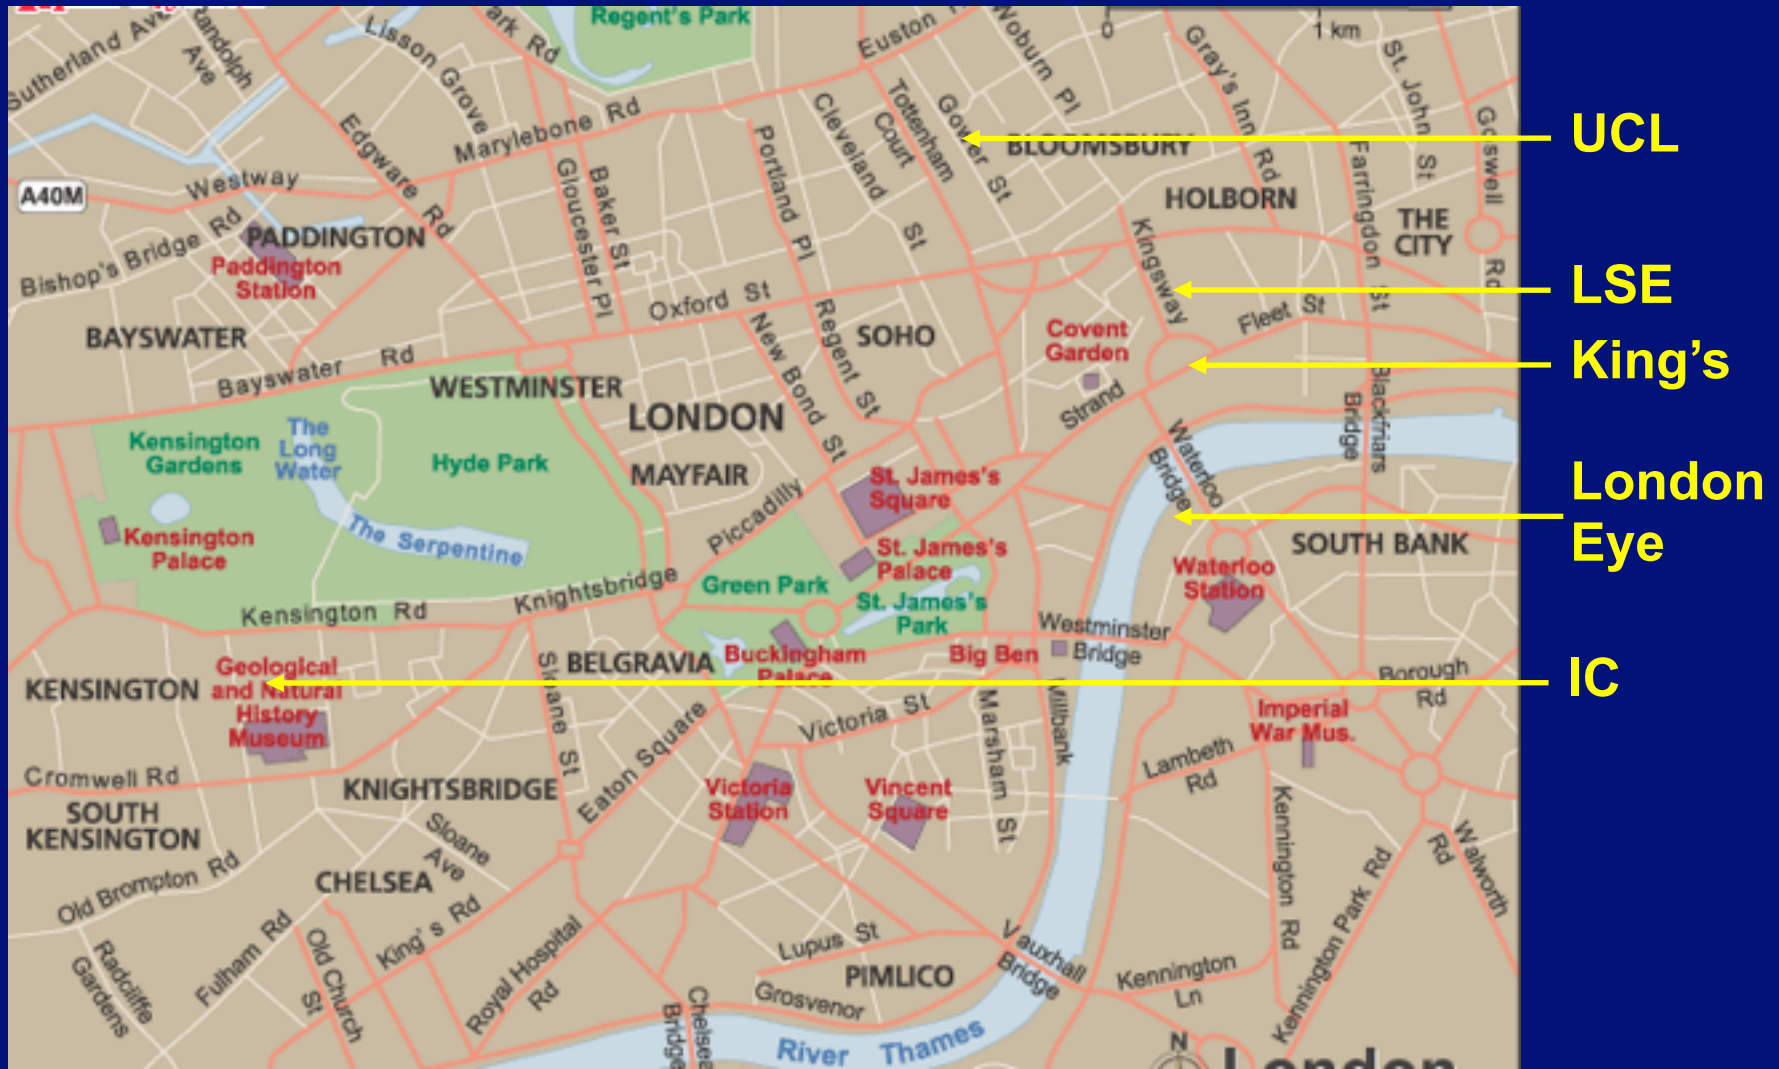 Regent's Park
Sutherland Ave
Randolph
Ave
Lisson Grove
Park Rd
Euston
Woburn Pl
0
1 km
Gray's Inn Rd
St. John St
Goswell Rd
UCL
Edgware Rd
Marylebone Rd
Cleveland St
Tottenham
Court
Gower St
BLOOMSBURY
Farringdon St
Portland Pl
Gloucester Pl
Baker St
A40M
Westway
HOLBORN
THE
CITY
Bishop's Bridge Rd
PADDINGTON
Paddington
Station
Kingsway
LSE
Oxford St
New Bond St
Regent St
SOHO
Covent
Garden
Fleet St
BAYSWATER
Bayswater Rd
King's
WESTMINSTER
LONDON
Strand
Blackfriars
Bridge
Kensington
Gardens
The
Long
Water
Hyde Park
MAYFAIR
Waterloo
Bridge
St. James's
Square
London
Eye
Piccadilly
Kensington
Palace
The Serpentine
St. James's
Palace
SOUTH BANK
Waterloo
Station
Green Park
St. James's
Park
Knightsbridge
Kensington Rd
Westminster
Bridge
Big Ben
BELGRAVIA
Buckingham
Palace
Geological
and Natural
History
Museum
KENSINGTON
Sloane St
IC
Borough
Rd
Victoria St
Marsham St
Millbank
Imperial
War Mus.
Eaton Square
Lambeth
Rd
Cromwell Rd
KNIGHTSBRIDGE
Victoria
Station
Vincent
Square
SOUTH
KENSINGTON
Sloane
Ave
Kennington Rd
Walworth
Rd
Old Brompton Rd
CHELSEA
Kennington Park Rd
Radcliffe
Gardens
Fulham Rd
Old Church
St
King's Rd
Royal Hospital
Rd
Lupus St
PIMLICO
Grosvenor
Vauxhall
Bridge
Kennington
Ln
Chelsea
Bridge
River Thames
N
London